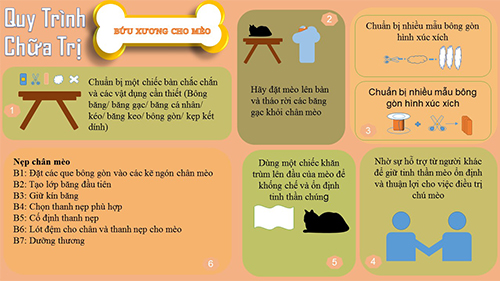 Quy Trình
Chữa Trị
BỬU XƯƠNG CHO MÈO
1
Chuẩn bị một chiếc bàn chắc chắn
và các vật dụng cần thiết (Bông
băng/ băng gạc/ băng cá nhân/
kéo/ băng keo/ bông gòn/ kẹp kết
dính)
2
Hãy đặt mèo lên bàn
và tháo rời các băng
gạc khỏi chân mèo
Chuẩn bị nhiều mẫu bông gòn
hình xúc xích
Chuẩn bị nhiều mẫu bông
gòn hình xúc xích
3
Nhờ sự hỗ trợ từ người khác
để giữ tinh thần mèo ổn định
và thuận lợi cho việc điều trị
chú mèo
4
Dùng một chiếc khăn
trùm lên đầu của mèo để
khống chế và ổn định
tinh thần chúng
5
Nẹp chân mèo
B1: Đặt các que bông gòn vào các kẽ ngón chân mèo
B2: Tạo lớp băng đầu tiên
B3: Giữ kín băng
B4: Chọn thanh nẹp phù hợp
B5: Cố định thanh nẹp
B6: Lót đệm cho chân và thanh nẹp cho mèo
B7: Dưỡng thương
6